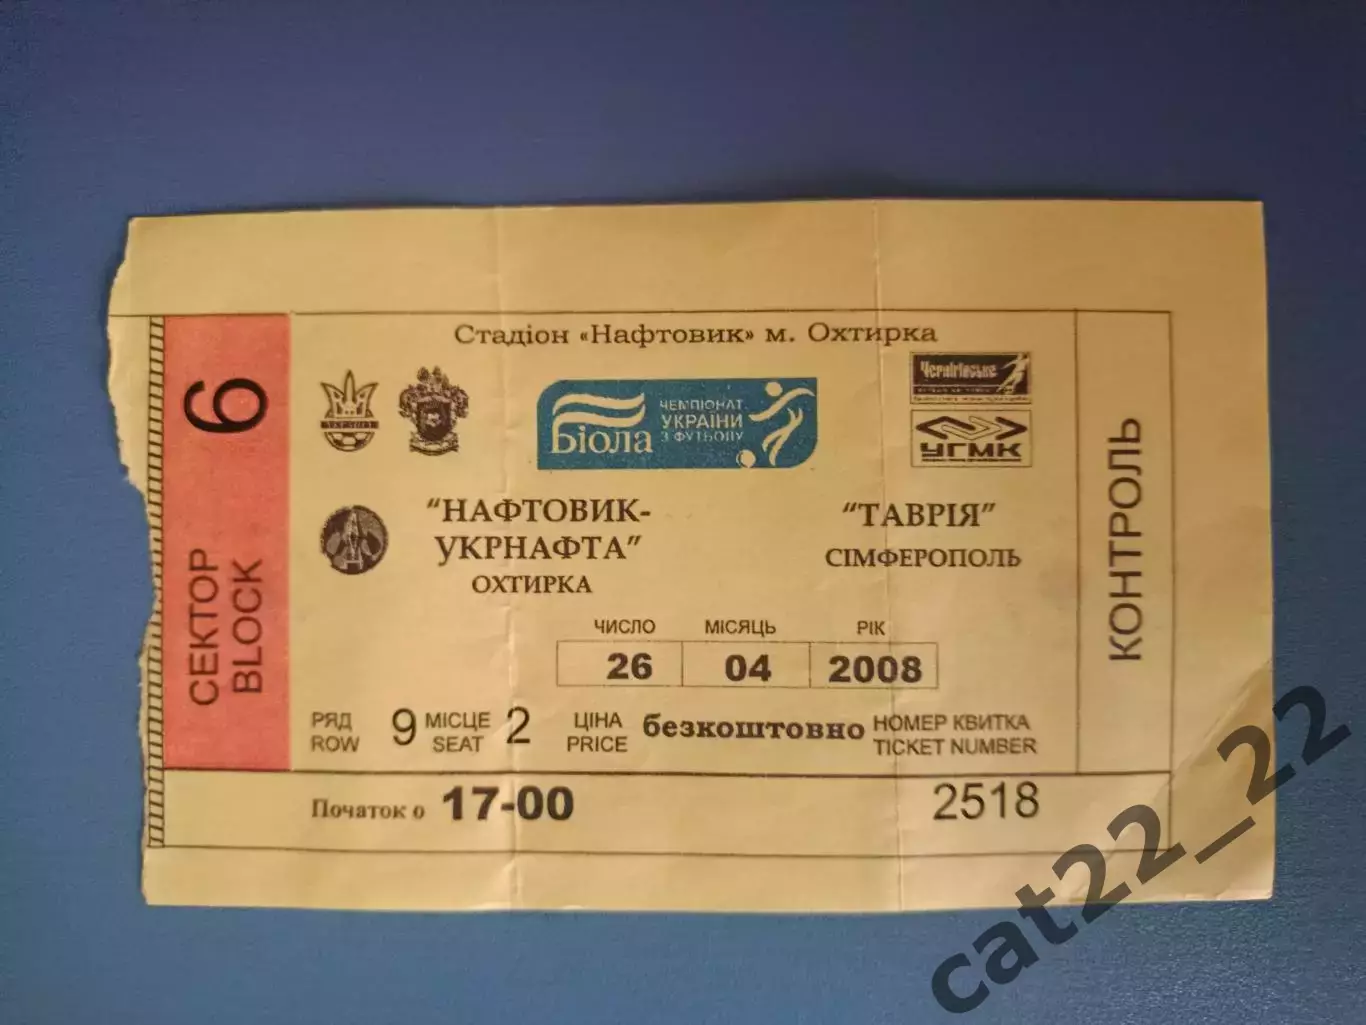 Стадіон «Нафтовик» м. Охтирка
6
СЕКТОР
BLOCK
Біола
ЧЕМПІОНАТ
УКРАЇНИ
З ФУТБОЛУ
Чернігівське
УГМК
"НАФТОВИК-
УКРНАФТА"
ОХТИРКА
"ТАВРІЯ"
СІМФЕРОПОЛЬ
ЧИСЛО МІСЯЦЬ РІК
26 04 2008
РЯД
ROW
9
МІСЦЕ
SEAT
2
ЦІНА
PRICE
безкоштовно
НОМЕР КВИТКА
TICKET NUMBER
Початок о 17-00
2518
КОНТРОЛЬ
cat22_22